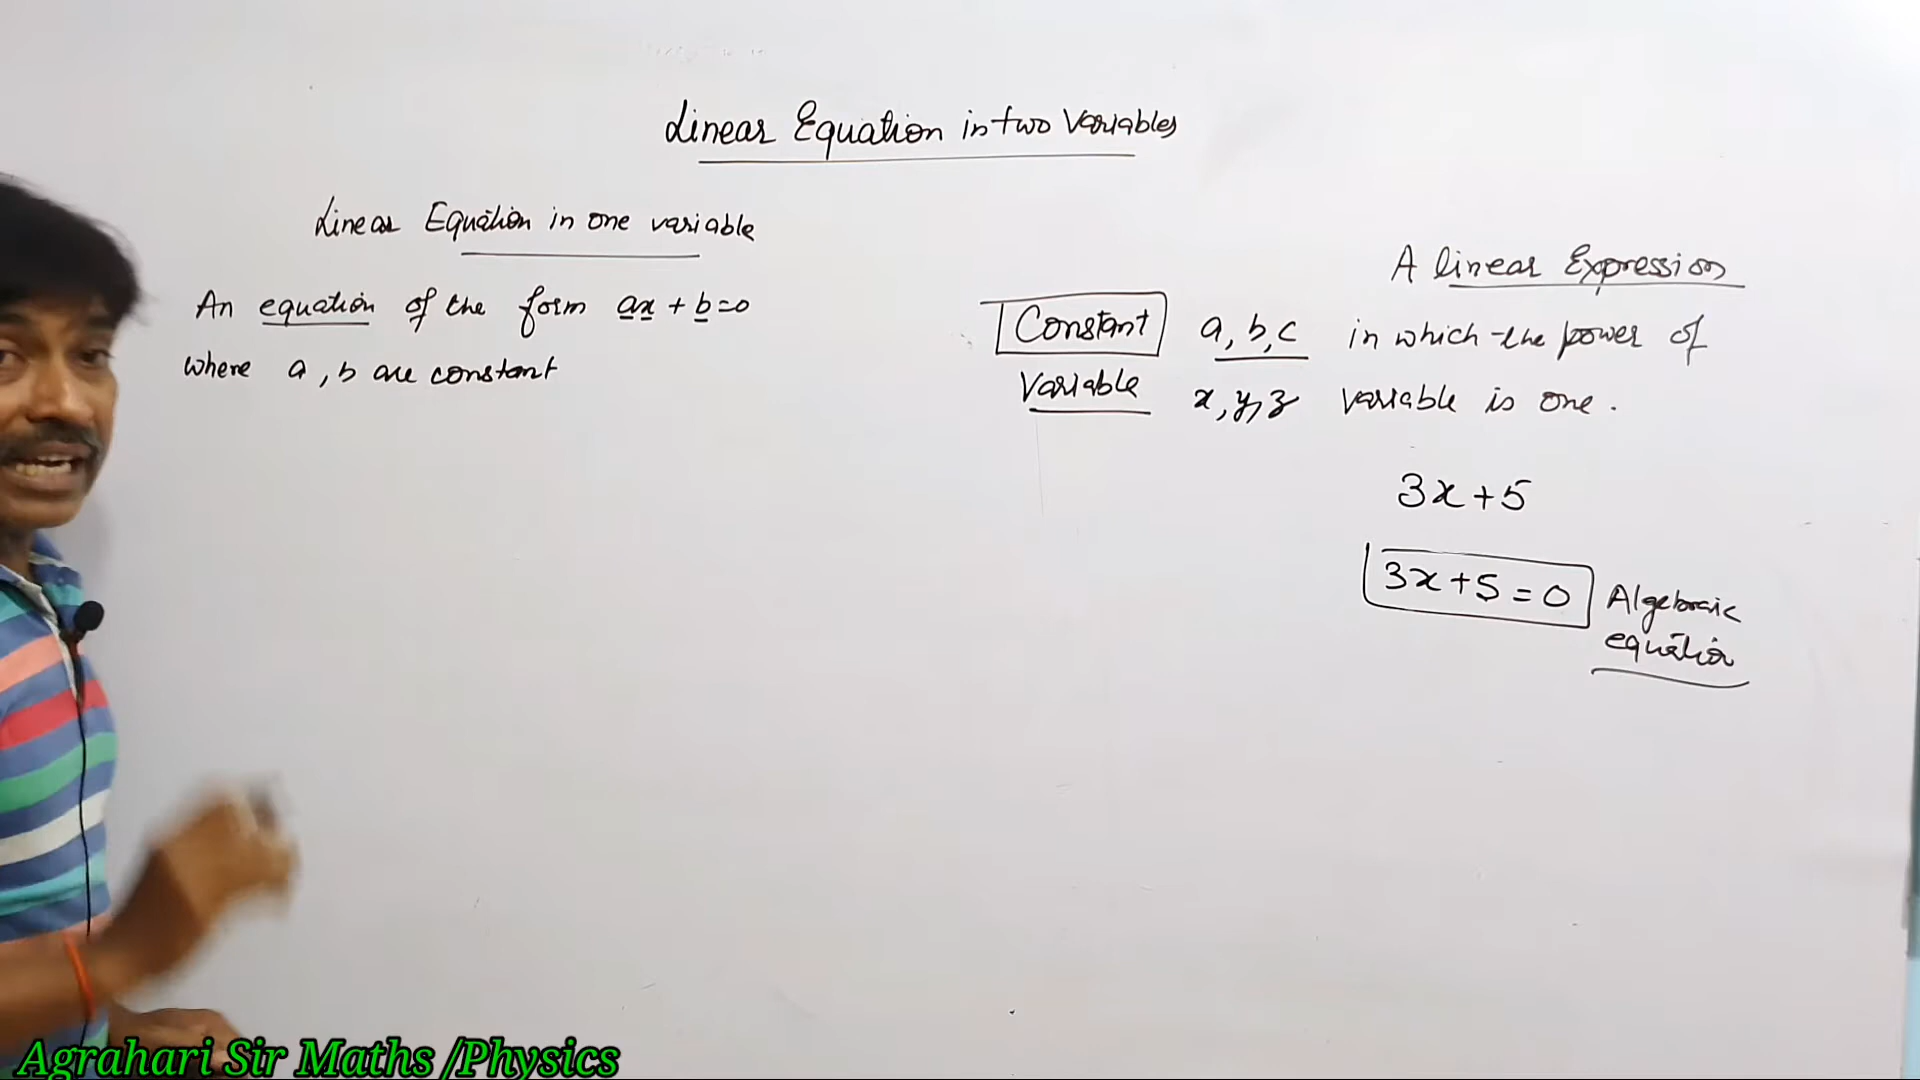 Linear Equation in two Variables
Linear Equation in one variable
An equation of the form ax + b=0
where a, b are constant
A linear Expression
Constant a, b, c in which the power of
Variable x, y, z variable is one.
3x+5
3x+5=0 Algebraic
equation
Agrahari Sir Maths /Physics